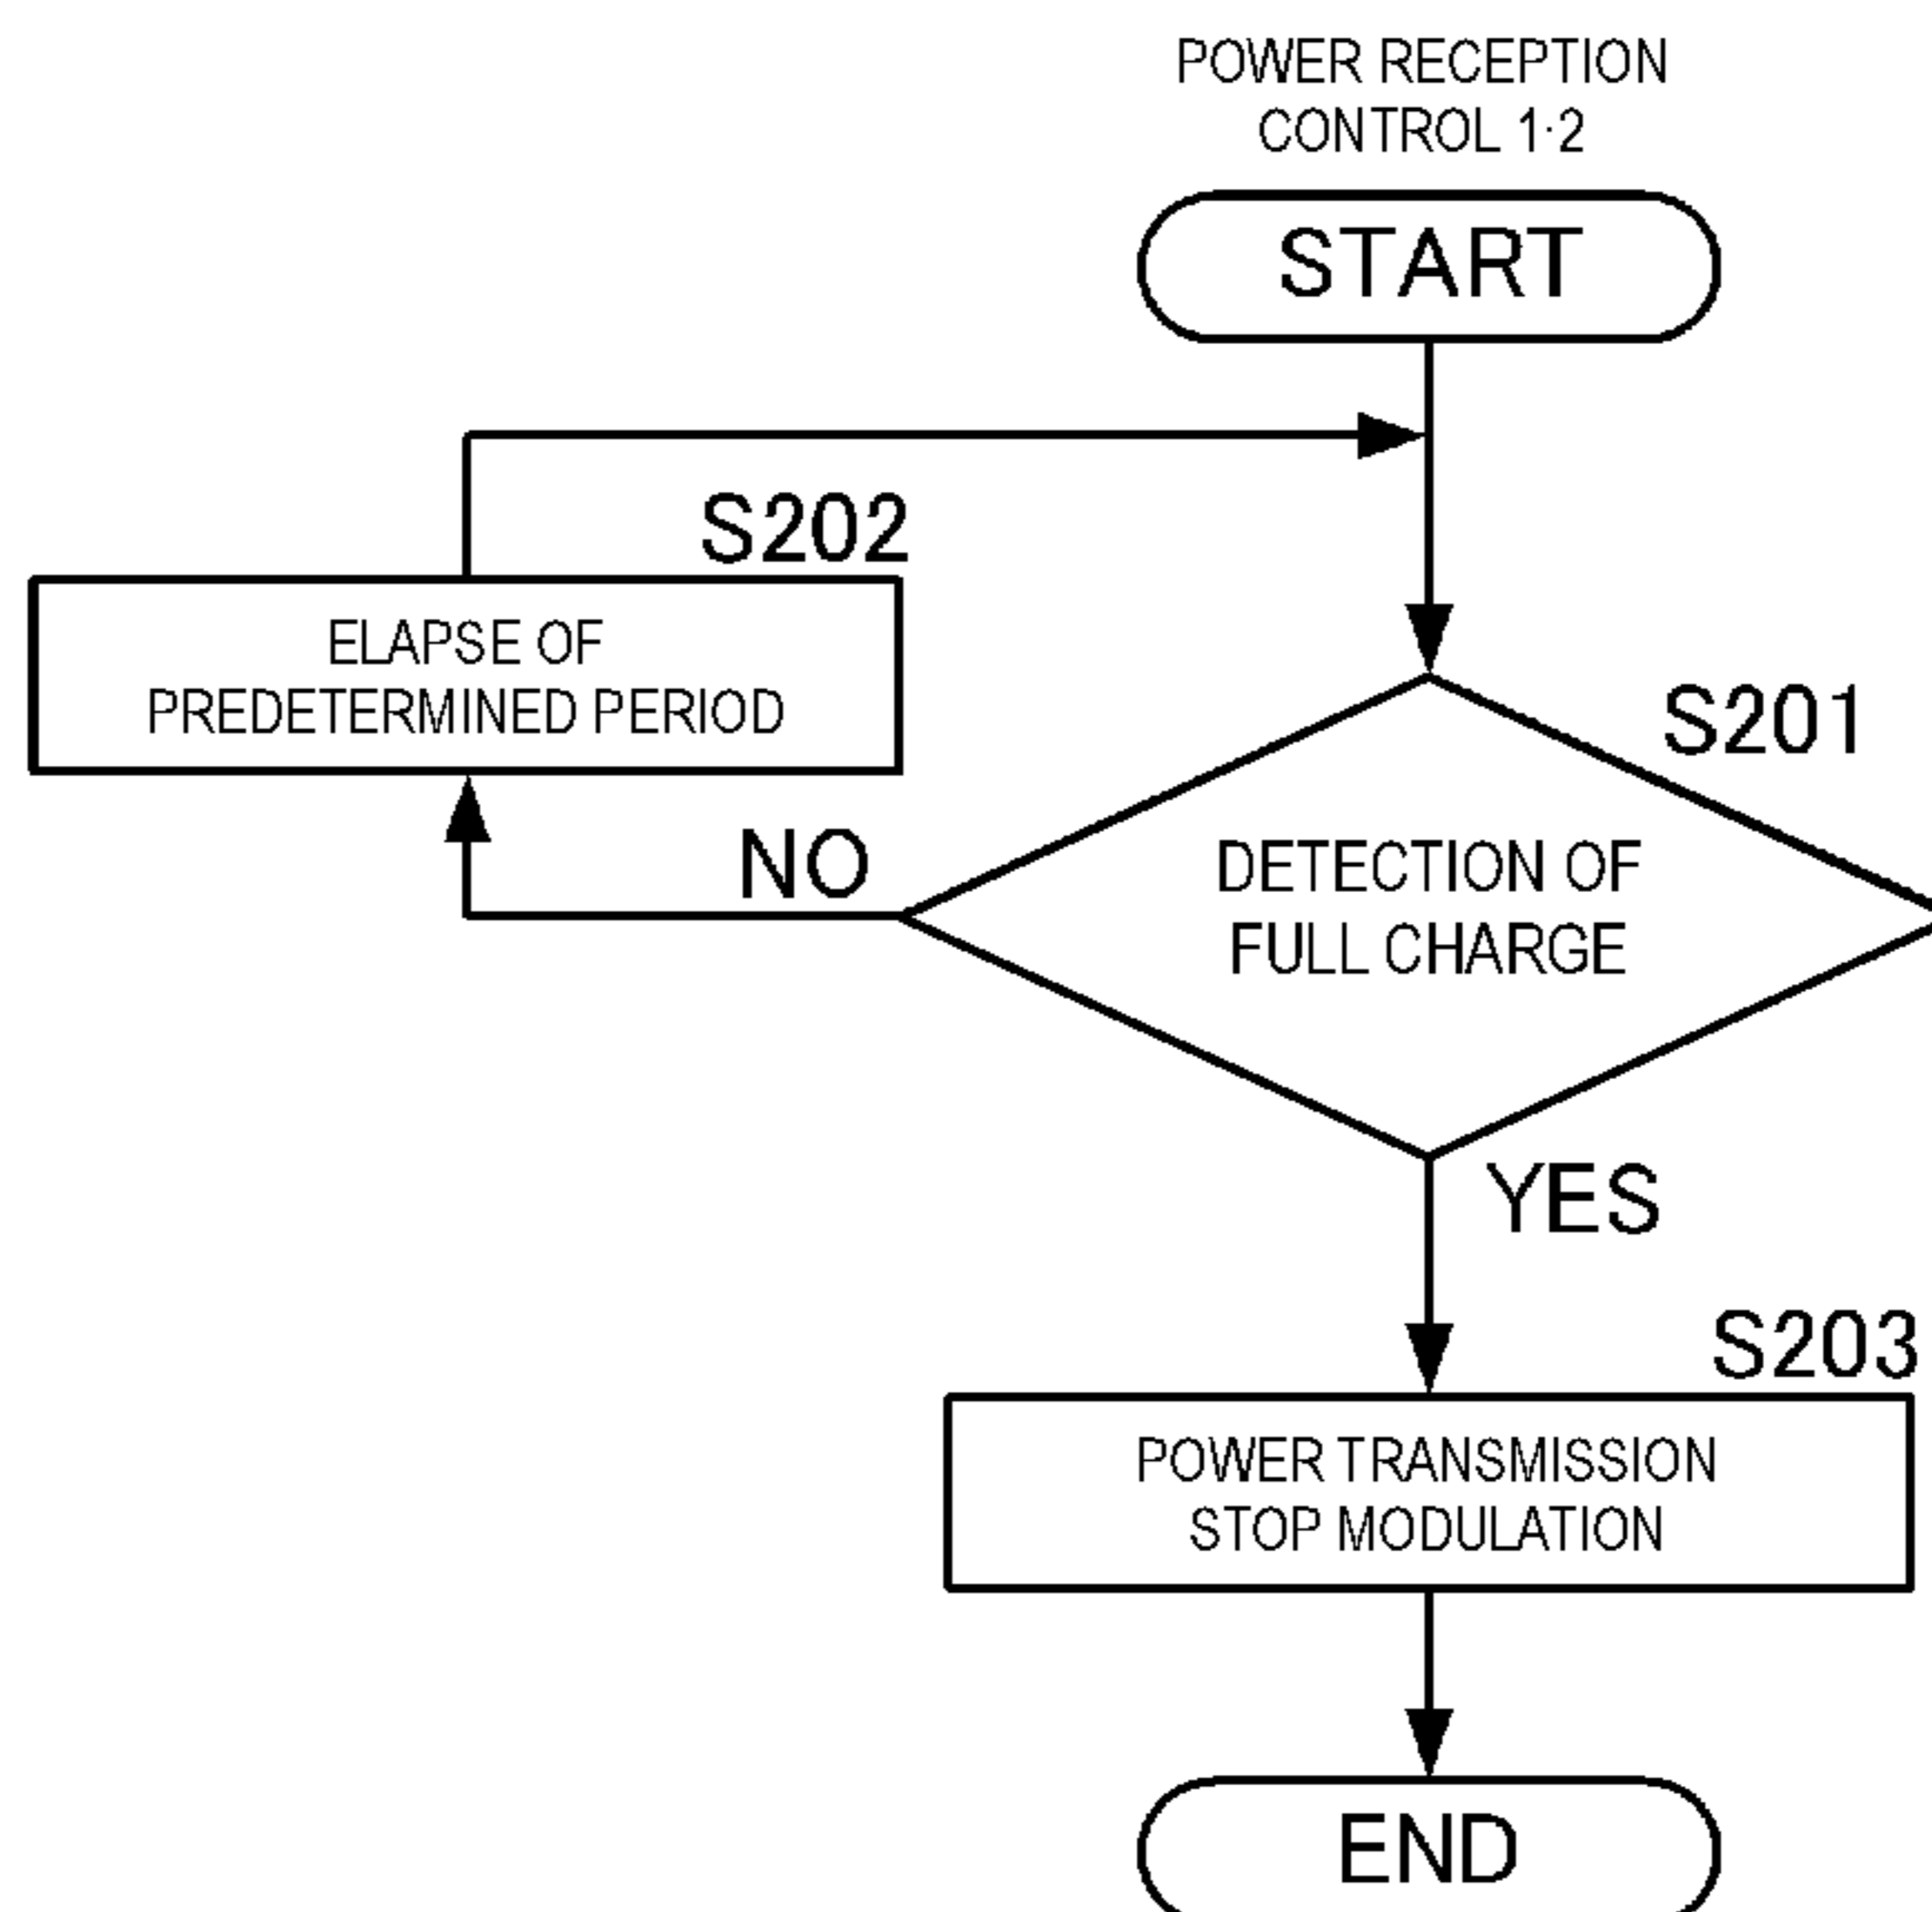 POWER RECEPTION
CONTROL 1·2
START
S202
ELAPSE OF
PREDETERMINED PERIOD
S201
NO
DETECTION OF
FULL CHARGE
YES
S203
POWER TRANSMISSION
STOP MODULATION
END